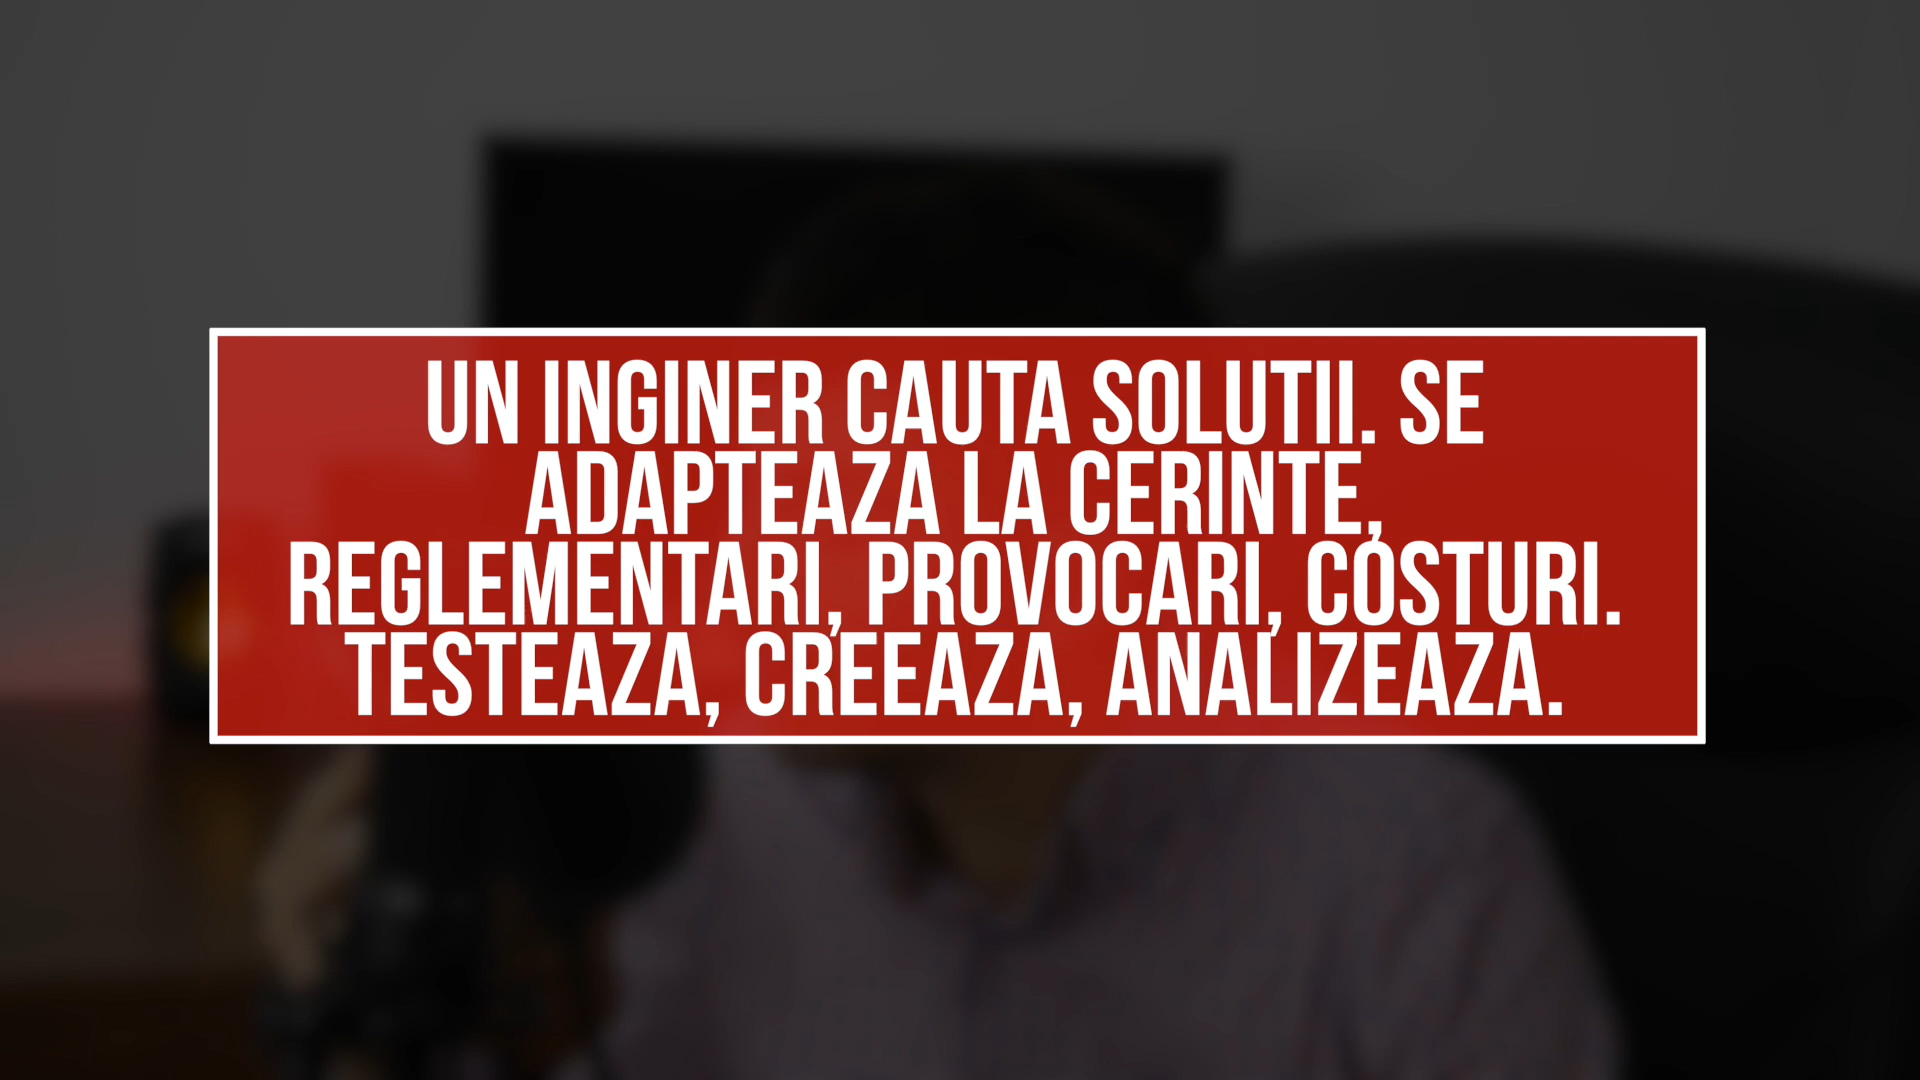 UN INGINER CAUTA SOLUTII. SE
ADAPTEAZA LA CERINTE,
REGLEMENTARI, PROVOCARI, COSTURI.
TESTEAZA, CREEAZA, ANALIZEAZA.